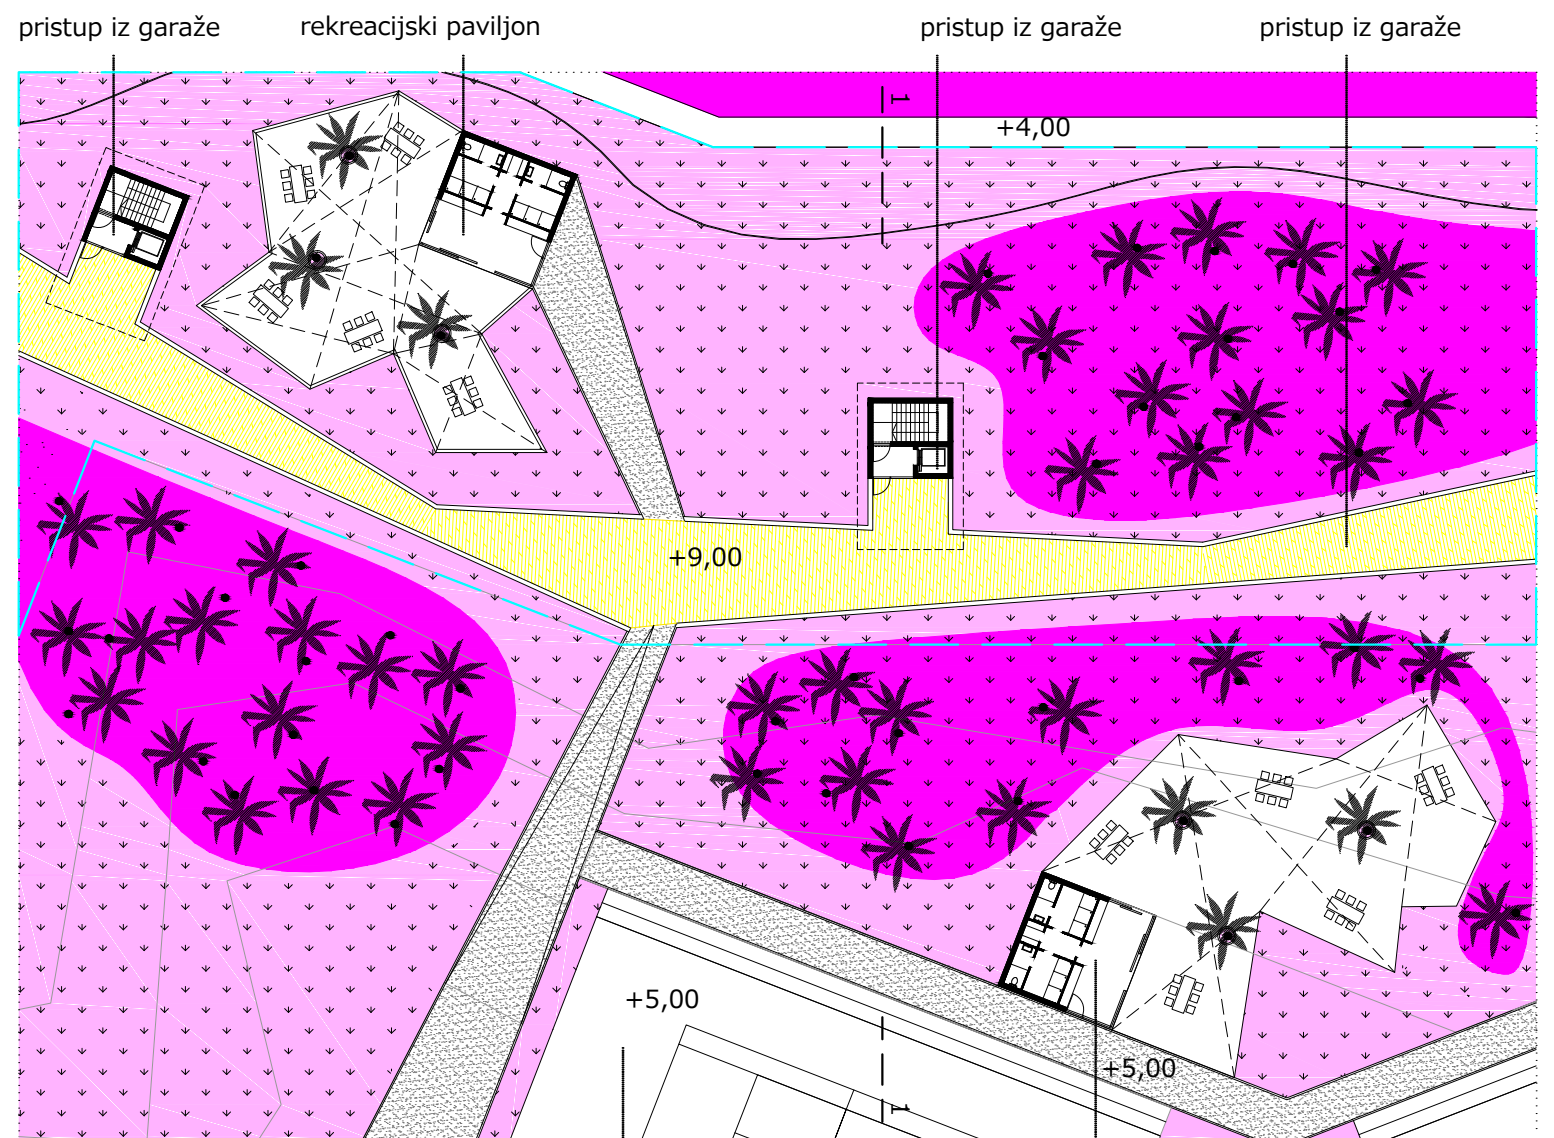 pristup iz garaže
rekreacijski paviljon
pristup iz garaže
pristup iz garaže
1
+4,00
+9,00
+5,00
+5,00
1